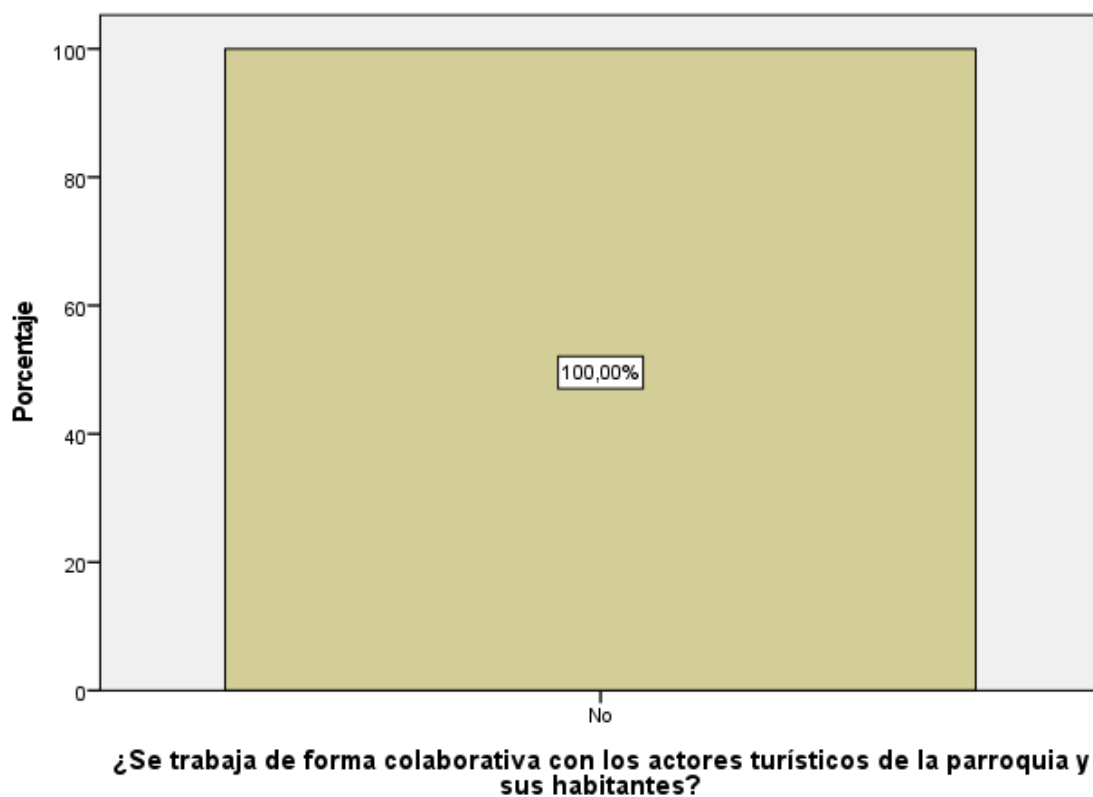 100
80
60
40
20
0
Porcentaje
100,00%
No
¿Se trabaja de forma colaborativa con los actores turísticos de la parroquia y
sus habitantes?